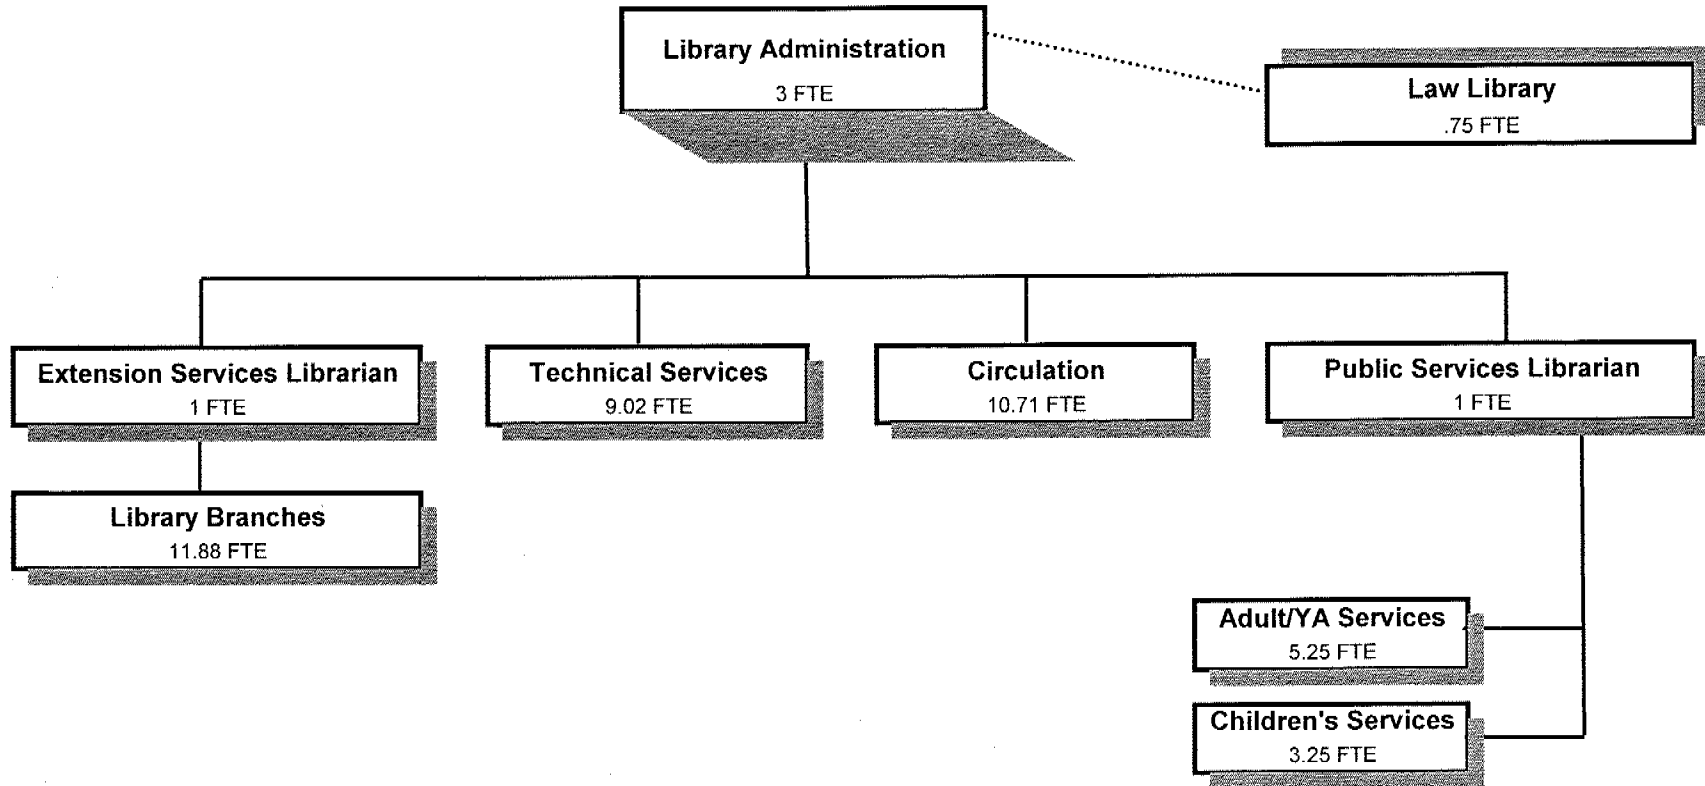 Library Administration
3 FTE
Law Library
.75 FTE
Extension Services Librarian
1 FTE
Technical Services
9.02 FTE
Circulation
10.71 FTE
Public Services Librarian
1 FTE
Library Branches
11.88 FTE
Adult/YA Services
5.25 FTE
Children's Services
3.25 FTE